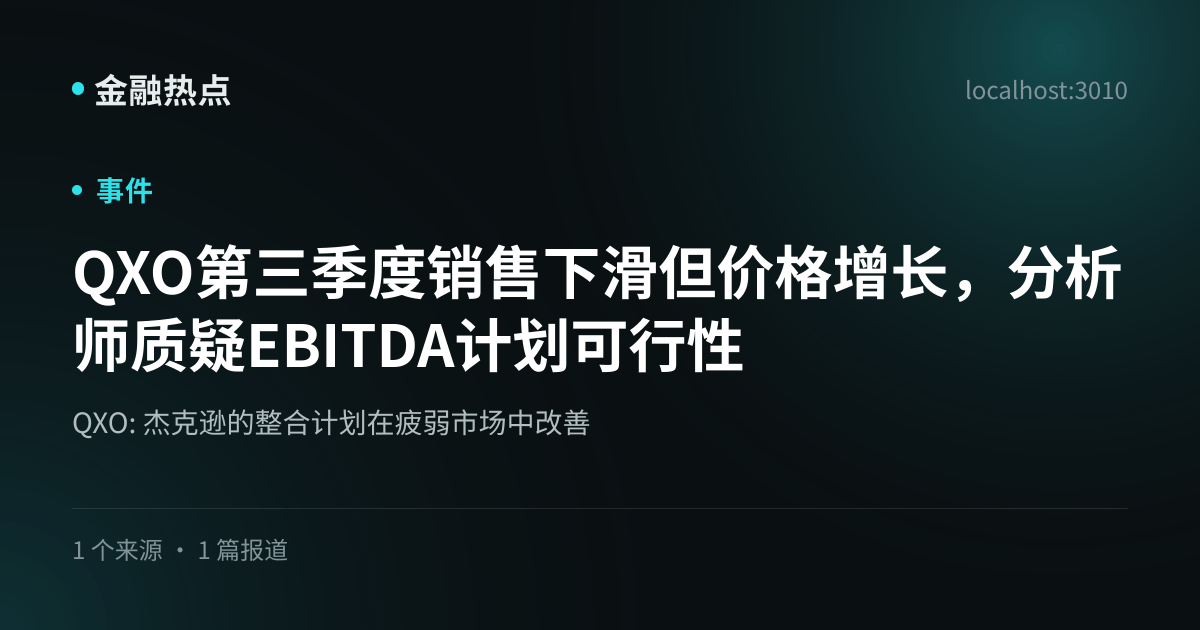 金融热点
localhost:3010
事件
QXO第三季度销售下滑但价格增长，分析
师质疑EBITDA计划可行性
QXO: 杰克逊的整合计划在疲弱市场中改善
1 个来源 · 1 篇报道